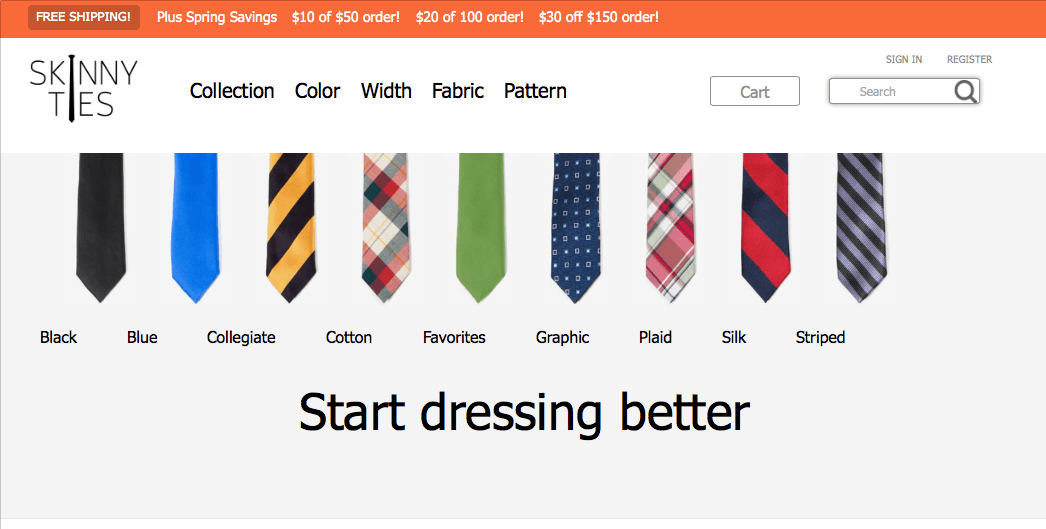 FREE SHIPPING! Plus Spring Savings $10 of $50 order! $20 of 100 order! $30 off $150 order!
SIGN IN REGISTER
SKINNY
TIES
Collection Color Width Fabric Pattern Cart Search
Black Blue Collegiate Cotton Favorites Graphic Plaid Silk Striped
Start dressing better